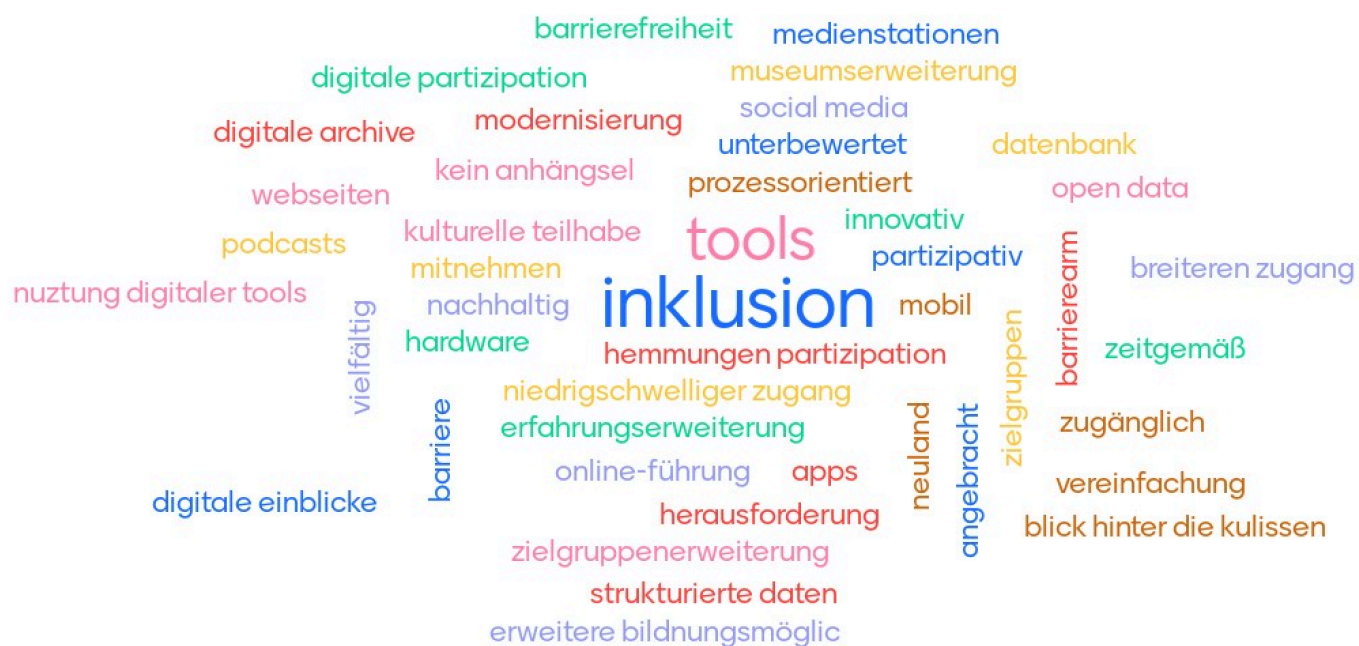 barrierefreiheit
medienstationen
digitale partizipation
museumserweiterung
social media
digitale archive
modernisierung
unterbewertet
datenbank
kein anhängsel
prozessorientiert
webseiten
open data
kulturelle teilhabe
tools
innovativ
podcasts
mitnehmen
partizipativ
barrierearm
breiteren zugang
nuztung digitaler tools
vielfältig
nachhaltig
inklusion
mobil
zielgruppen
hardware
hemmungen partizipation
zeitgemäß
niedrigschwelliger zugang
barriere
erfahrungserweiterung
neuland
angebracht
zugänglich
online-führung
apps
vereinfachung
digitale einblicke
herausforderung
blick hinter die kulissen
zielgruppenerweiterung
strukturierte daten
erweitere bildnungsmöglic